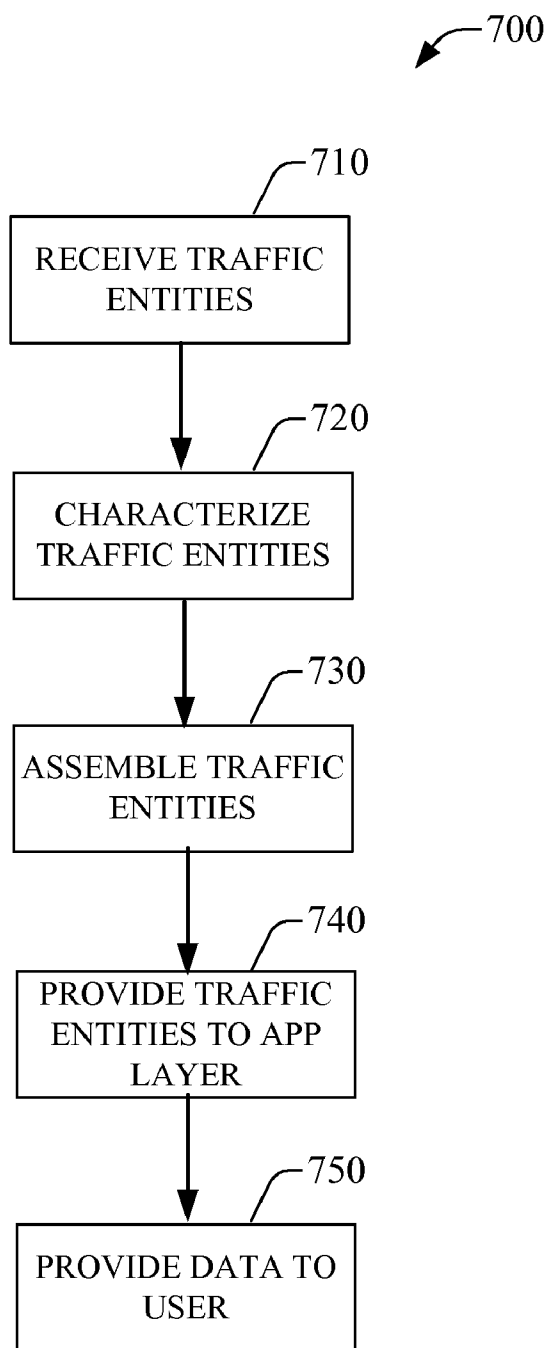 700
710
RECEIVE TRAFFIC
ENTITIES
720
CHARACTERIZE
TRAFFIC ENTITIES
730
ASSEMBLE TRAFFIC
ENTITIES
740
PROVIDE TRAFFIC
ENTITIES TO APP
LAYER
750
PROVIDE DATA TO
USER